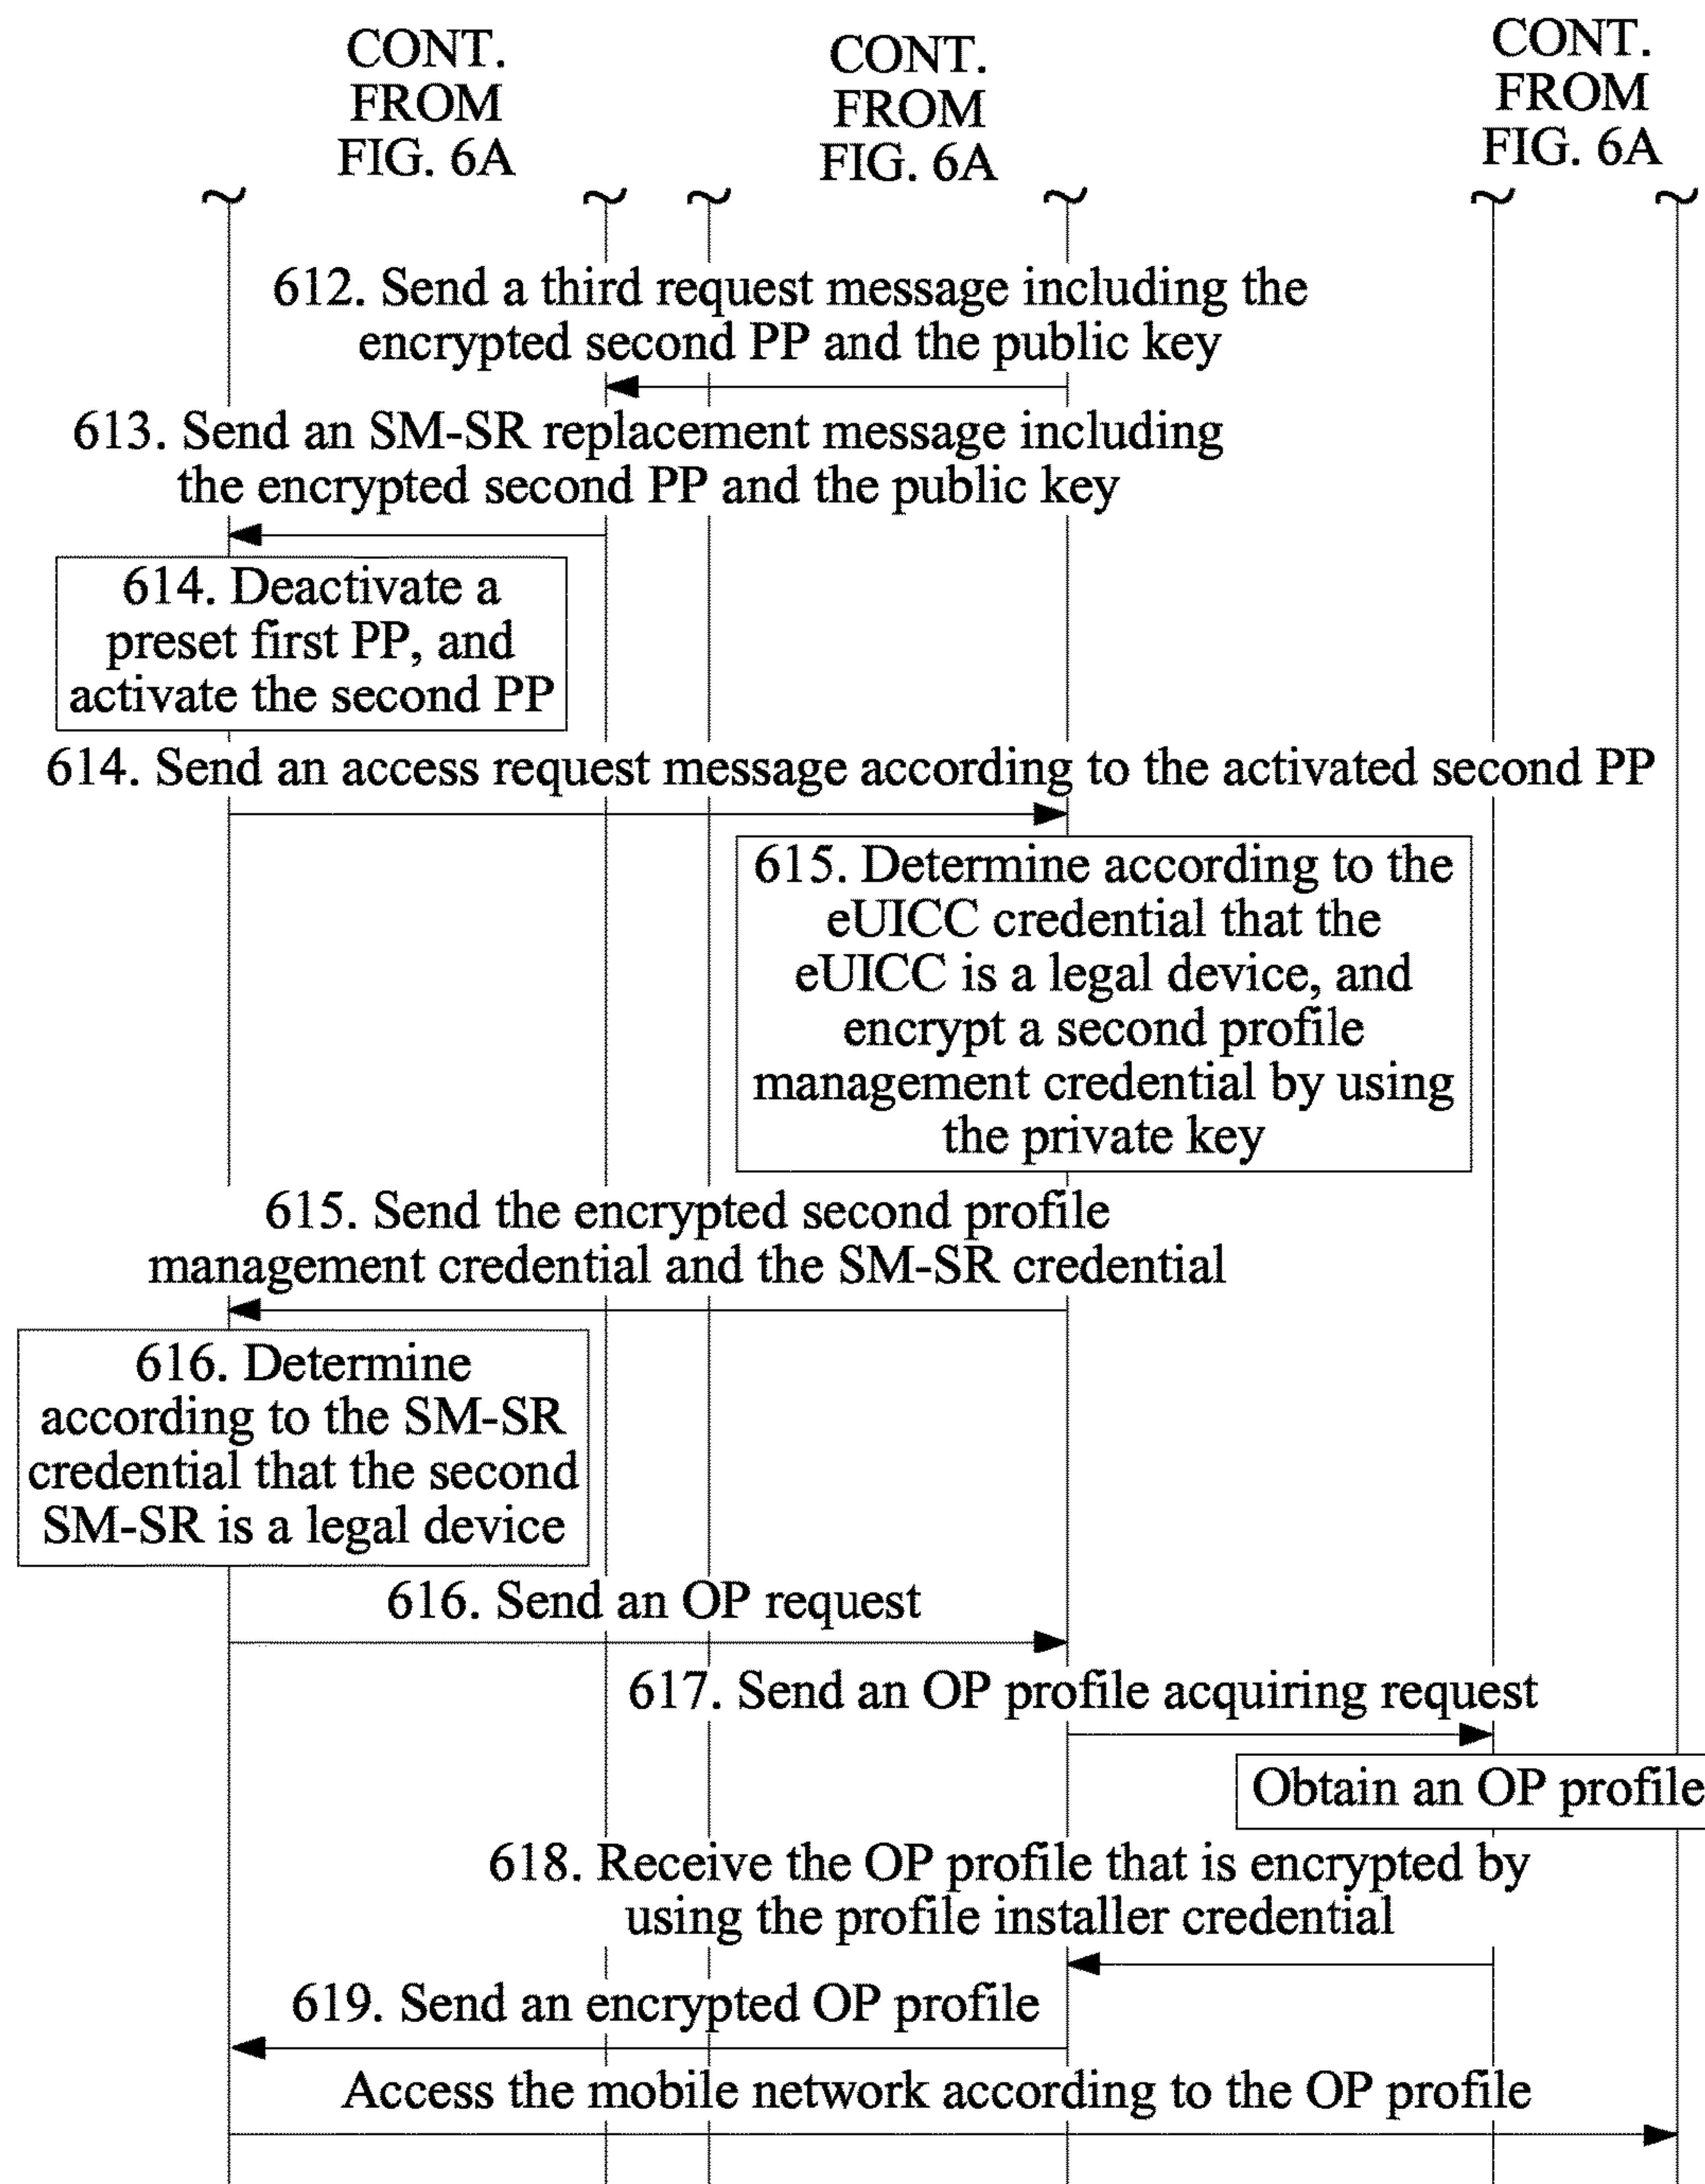 CONT.
FROM
FIG. 6A
CONT.
FROM
FIG. 6A
CONT.
FROM
FIG. 6A
612. Send a third request message including the
encrypted second PP and the public key
613. Send an SM-SR replacement message including
the encrypted second PP and the public key
614. Deactivate a
preset first PP, and
activate the second PP
614. Send an access request message according to the activated second PP
615. Determine according to the
eUICC credential that the
eUICC is a legal device, and
encrypt a second profile
management credential by using
the private key
615. Send the encrypted second profile
management credential and the SM-SR credential
616. Determine
according to the SM-SR
credential that the second
SM-SR is a legal device
616. Send an OP request
617. Send an OP profile acquiring request
Obtain an OP profile
618. Receive the OP profile that is encrypted by
using the profile installer credential
619. Send an encrypted OP profile
Access the mobile network according to the OP profile